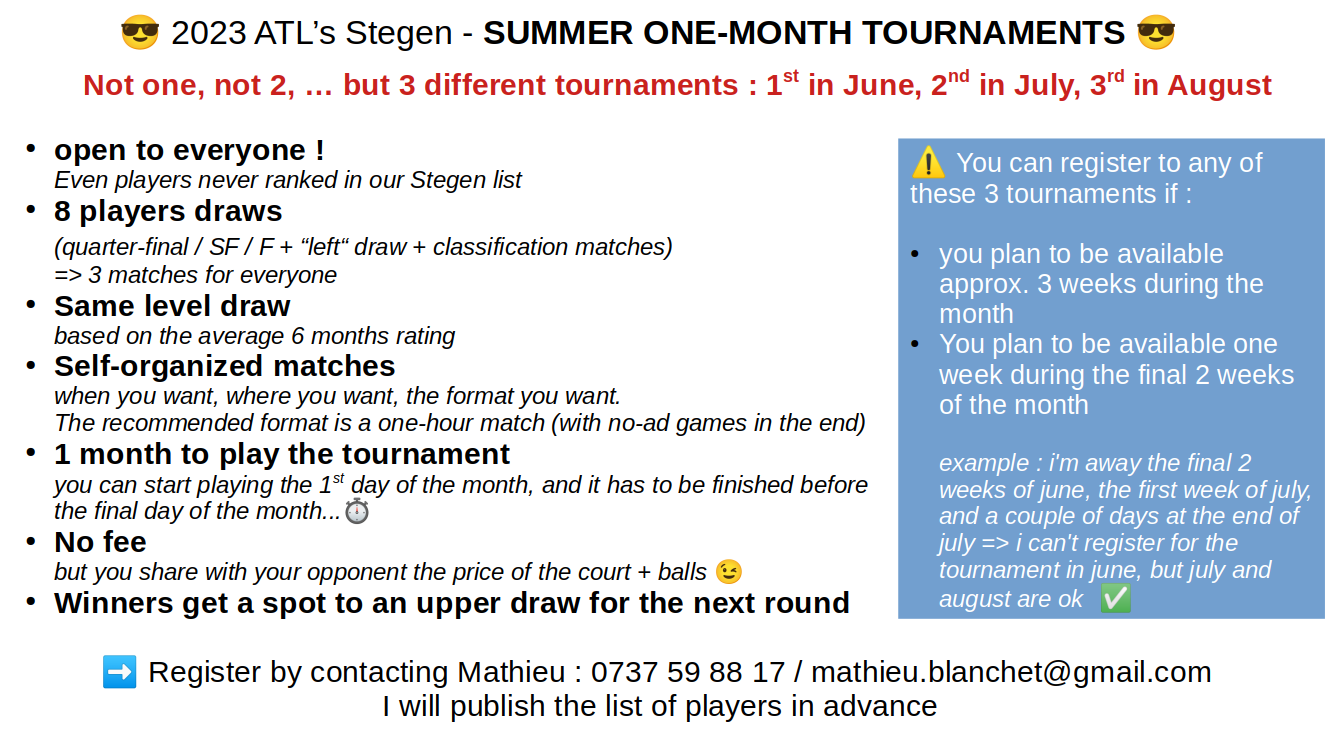 😎 2023 ATL’s Stegen - SUMMER ONE-MONTH TOURNAMENTS 😎
Not one, not 2, … but 3 different tournaments : 1st in June, 2nd in July, 3rd in August
• open to everyone !
Even players never ranked in our Stegen list
• 8 players draws
(quarter-final / SF / F + “left“ draw + classification matches)
=> 3 matches for everyone
• Same level draw
based on the average 6 months rating
• Self-organized matches
when you want, where you want, the format you want.
The recommended format is a one-hour match (with no-ad games in the end)
• 1 month to play the tournament
you can start playing the 1st day of the month, and it has to be finished before
the final day of the month...⏱️
• No fee
but you share with your opponent the price of the court + balls 😉
• Winners get a spot to an upper draw for the next round
⚠️ You can register to any of
these 3 tournaments if :
• you plan to be available
approx. 3 weeks during the
month
• You plan to be available one
week during the final 2 weeks
of the month
example : i'm away the final 2
weeks of june, the first week of july,
and a couple of days at the end of
july => i can't register for the
tournament in june, but july and
august are ok ✅
➡️ Register by contacting Mathieu : 0737 59 88 17 / mathieu.blanchet@gmail.com
I will publish the list of players in advance